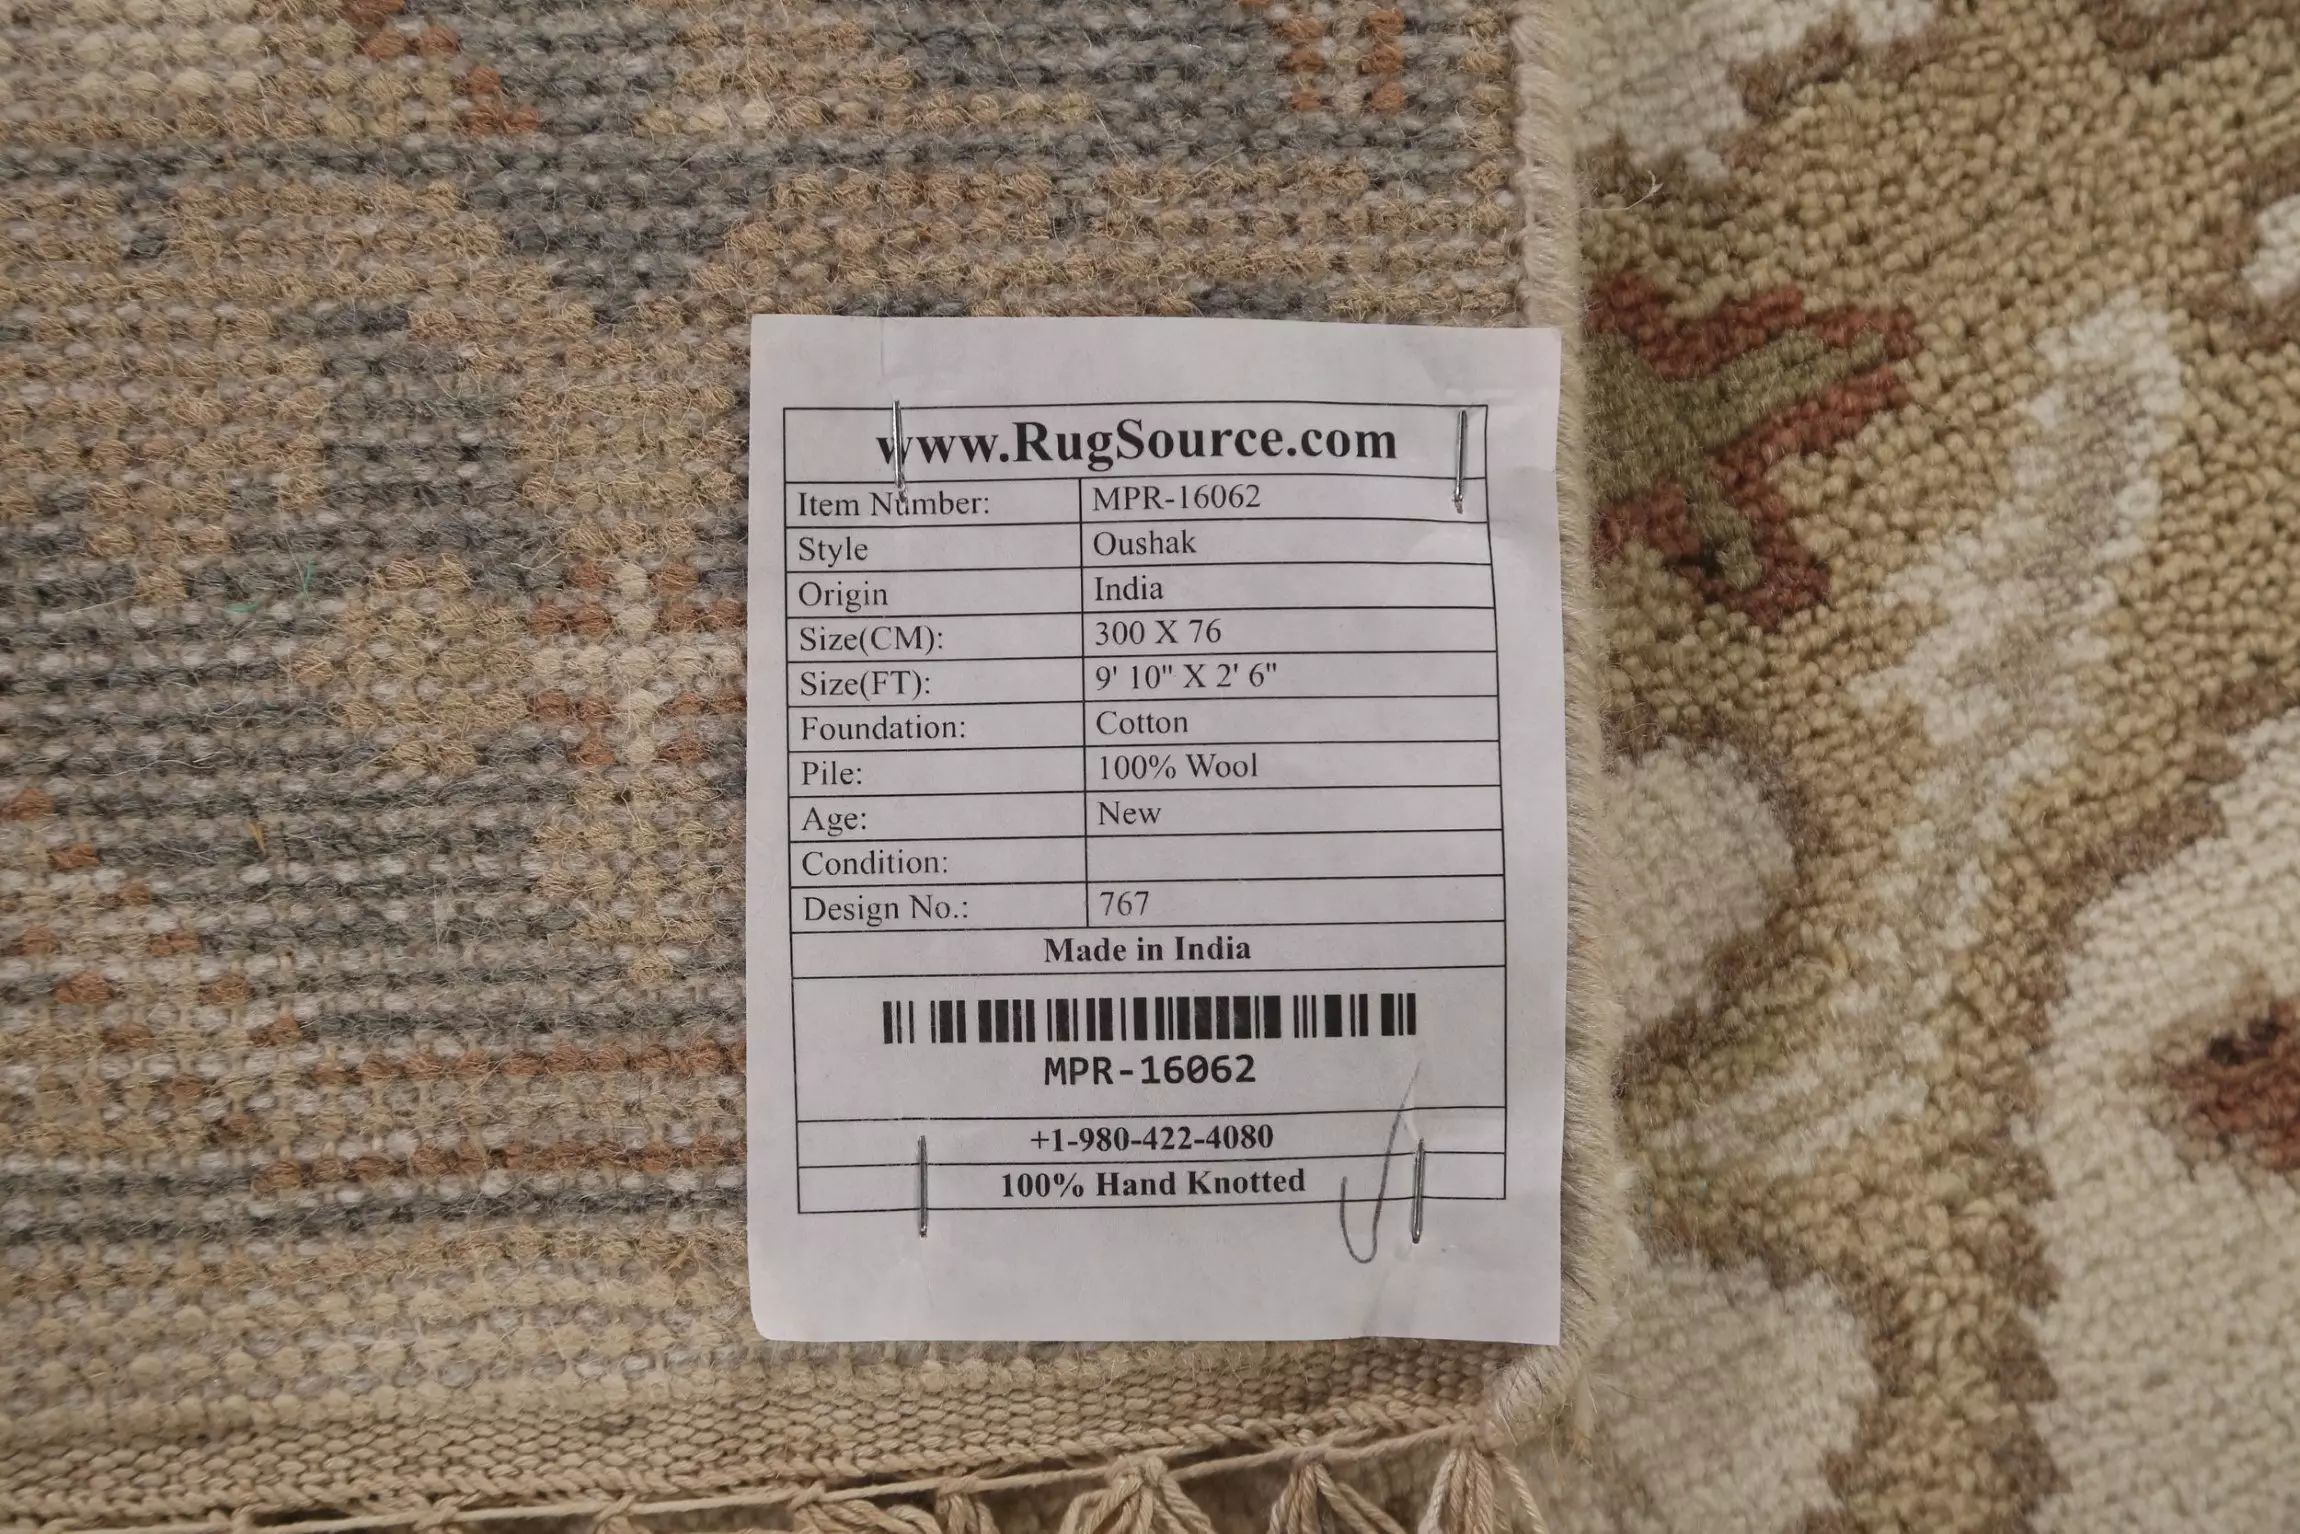 www.RugSource.com
Item Number: MPR-16062
Style Oushak
Origin India
Size(CM): 300 X 76
Size(FT): 9' 10" X 2' 6"
Foundation: Cotton
Pile: 100% Wool
Age: New
Condition:
Design No.: 767
Made in India
MPR-16062
+1-980-422-4080
100% Hand Knotted